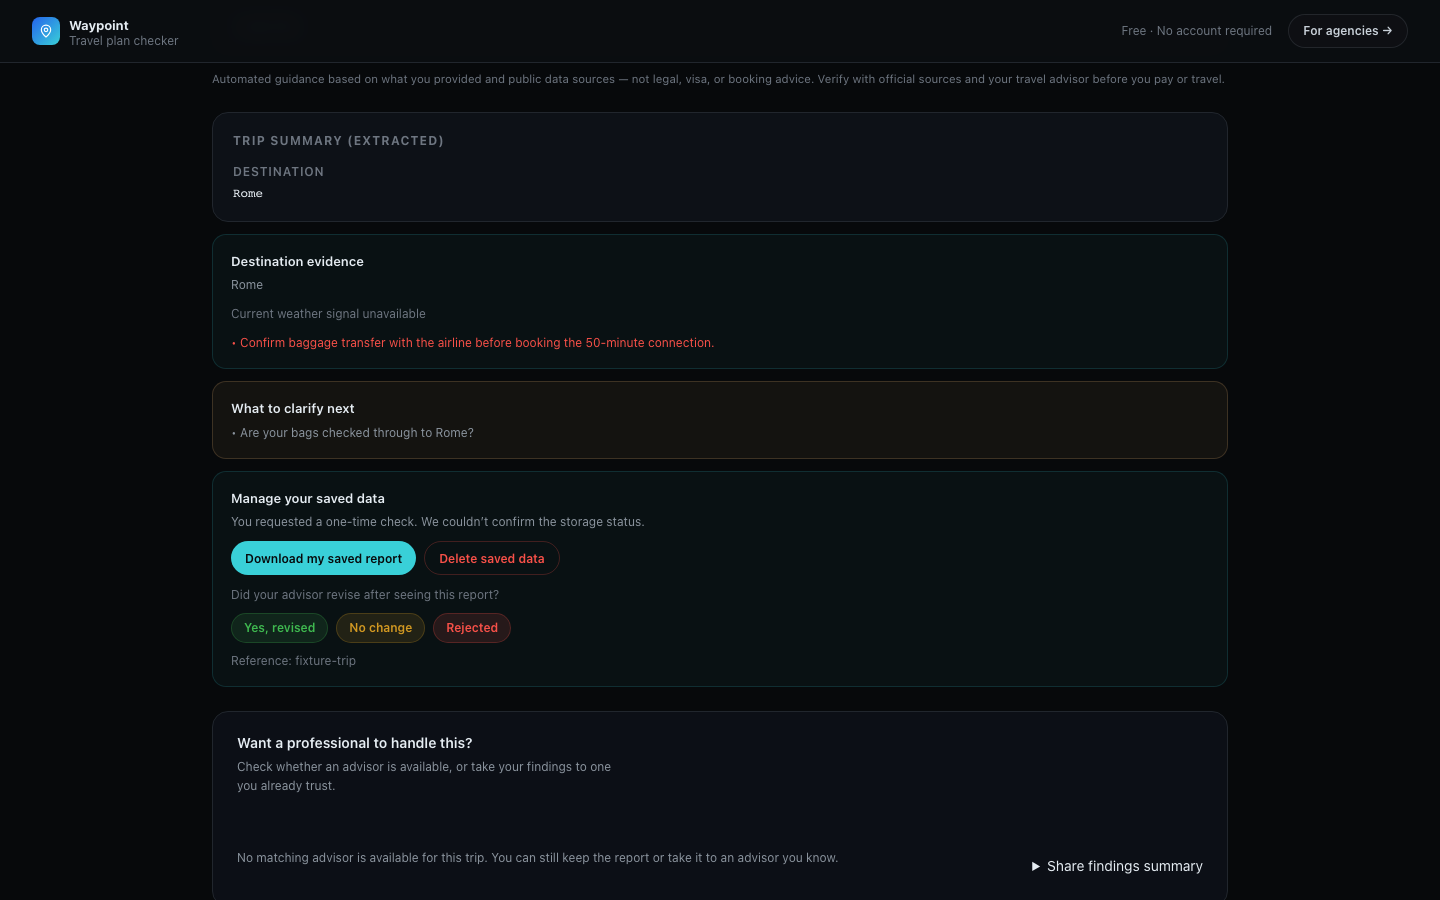 Waypoint
Travel plan checker
Free · No account required
For agencies →
Automated guidance based on what you provided and public data sources — not legal, visa, or booking advice. Verify with official sources and your travel advisor before you pay or travel.
TRIP SUMMARY (EXTRACTED)
DESTINATION
Rome
Destination evidence
Rome
Current weather signal unavailable
• Confirm baggage transfer with the airline before booking the 50-minute connection.
What to clarify next
• Are your bags checked through to Rome?
Manage your saved data
You requested a one-time check. We couldn’t confirm the storage status.
Download my saved report
Delete saved data
Did your advisor revise after seeing this report?
Yes, revised
No change
Rejected
Reference: fixture-trip
Want a professional to handle this?
Check whether an advisor is available, or take your findings to one
you already trust.
No matching advisor is available for this trip. You can still keep the report or take it to an advisor you know.
▶ Share findings summary